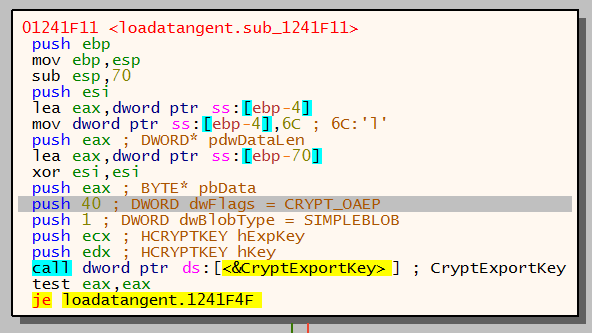 01241F11 <loadatangent.sub_1241F11>
push ebp
mov ebp,esp
sub esp,70
push esi
lea eax,dword ptr ss:[ebp-4]
mov dword ptr ss:[ebp-4],6C ; 6C:'l'
push eax ; DWORD* pdwDataLen
lea eax,dword ptr ss:[ebp-70]
xor esi,esi
push eax ; BYTE* pbData
push 40 ; DWORD dwFlags = CRYPT_OAEP
push 1 ; DWORD dwBlobType = SIMPLEBLOB
push ecx ; HCRYPTKEY hExpKey
push edx ; HCRYPTKEY hKey
call dword ptr ds:[<&CryptExportKey>] ; CryptExportKey
test eax,eax
je loadatangent.1241F4F